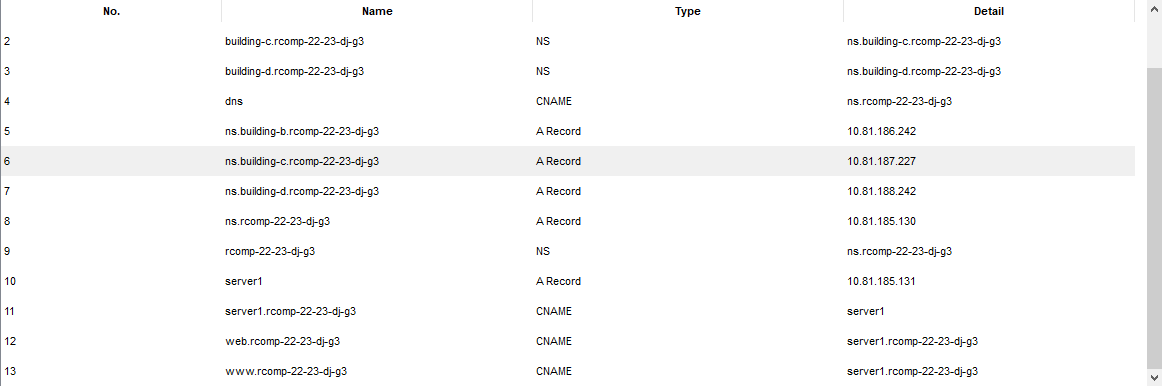 No. Name Type Detail
2 building-c.rcomp-22-23-dj-g3 NS ns.building-c.rcomp-22-23-dj-g3
3 building-d.rcomp-22-23-dj-g3 NS ns.building-d.rcomp-22-23-dj-g3
4 dns CNAME ns.rcomp-22-23-dj-g3
5 ns.building-b.rcomp-22-23-dj-g3 A Record 10.81.186.242
6 ns.building-c.rcomp-22-23-dj-g3 A Record 10.81.187.227
7 ns.building-d.rcomp-22-23-dj-g3 A Record 10.81.188.242
8 ns.rcomp-22-23-dj-g3 A Record 10.81.185.130
9 rcomp-22-23-dj-g3 NS ns.rcomp-22-23-dj-g3
10 server1 A Record 10.81.185.131
11 server1.rcomp-22-23-dj-g3 CNAME server1
12 web.rcomp-22-23-dj-g3 CNAME server1.rcomp-22-23-dj-g3
13 www.rcomp-22-23-dj-g3 CNAME server1.rcomp-22-23-dj-g3